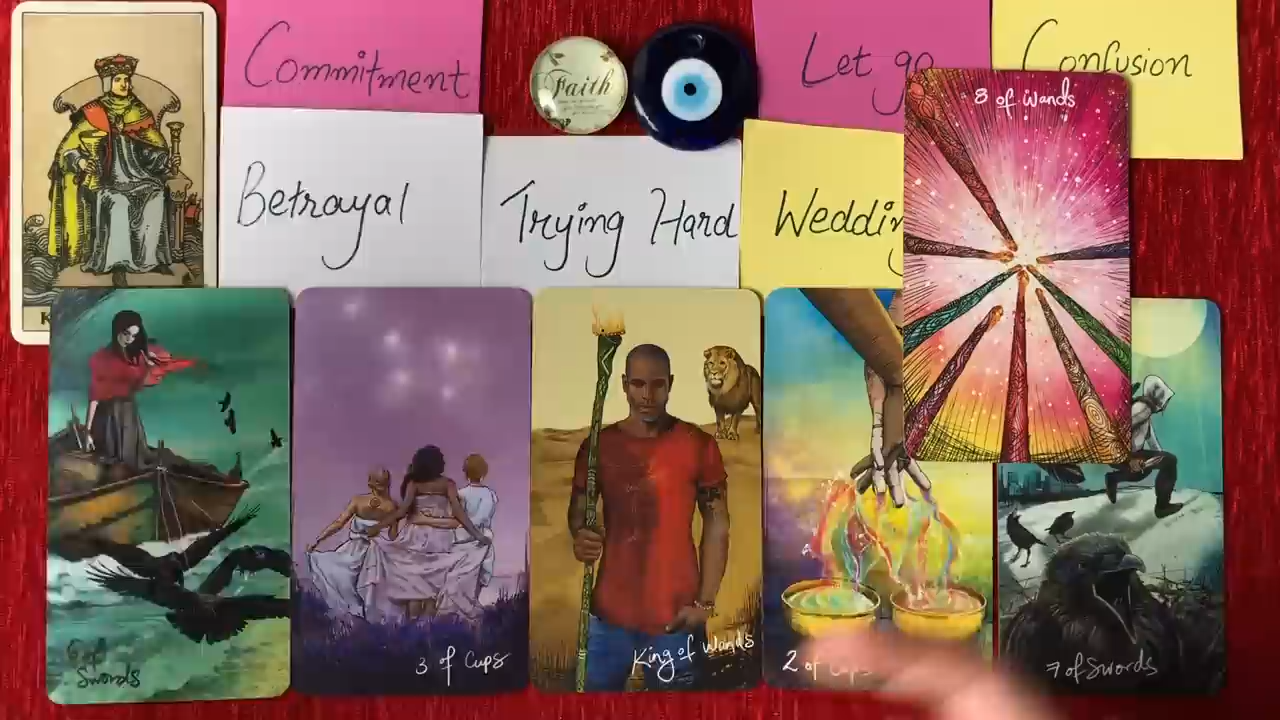 Commitment
Faith
Let go
Confusion
8 of wands
Betrayal
Trying Hard
6 of
Swords
3 of Cups
King of Wands
2 of Cups
7 of Swords